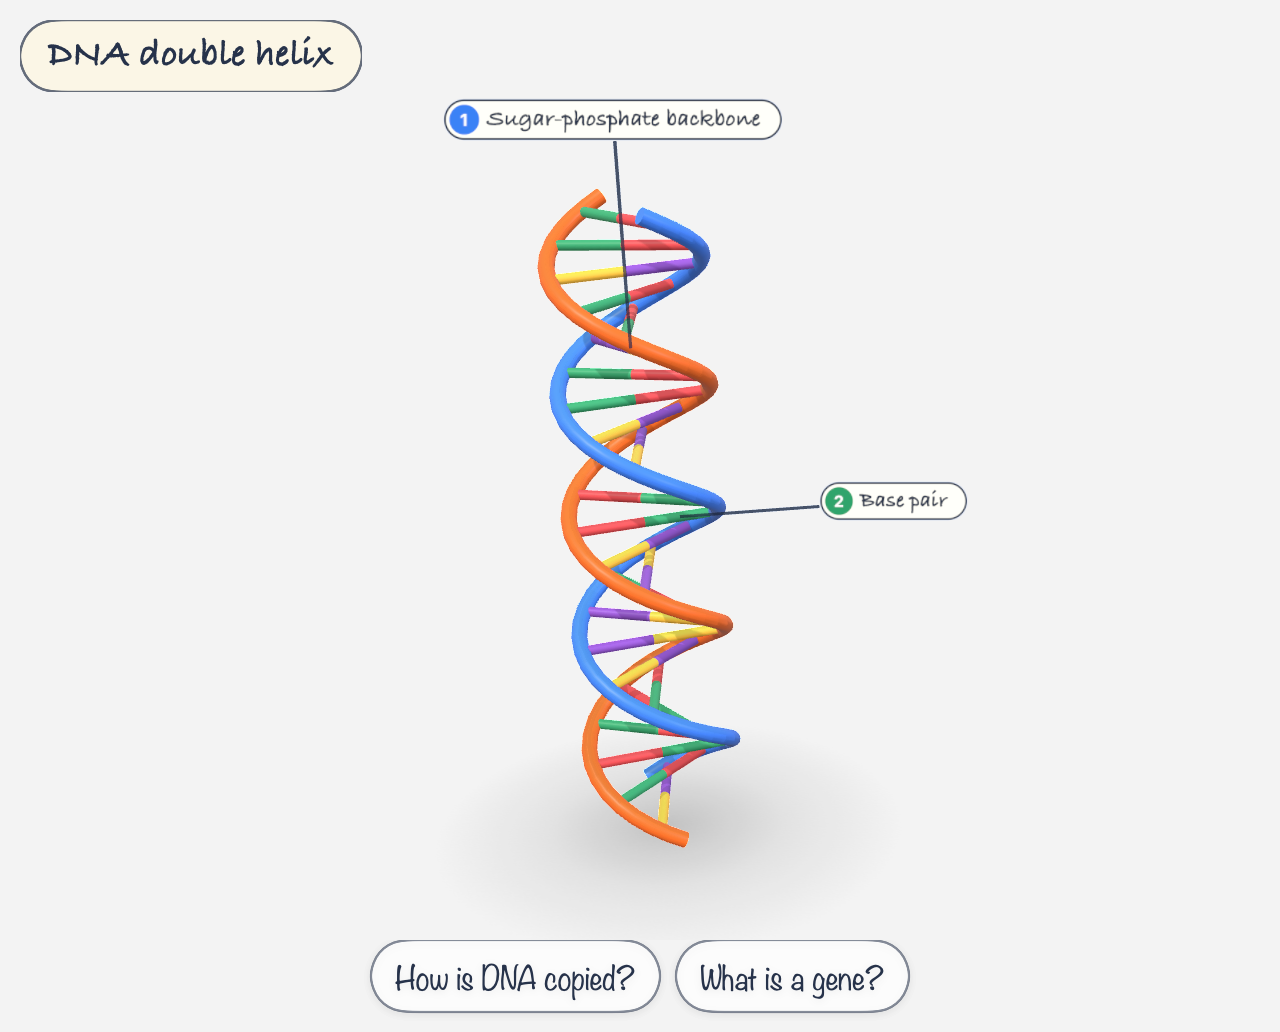 DNA double helix
1 Sugar-phosphate backbone
2 Base pair
How is DNA copied?
What is a gene?